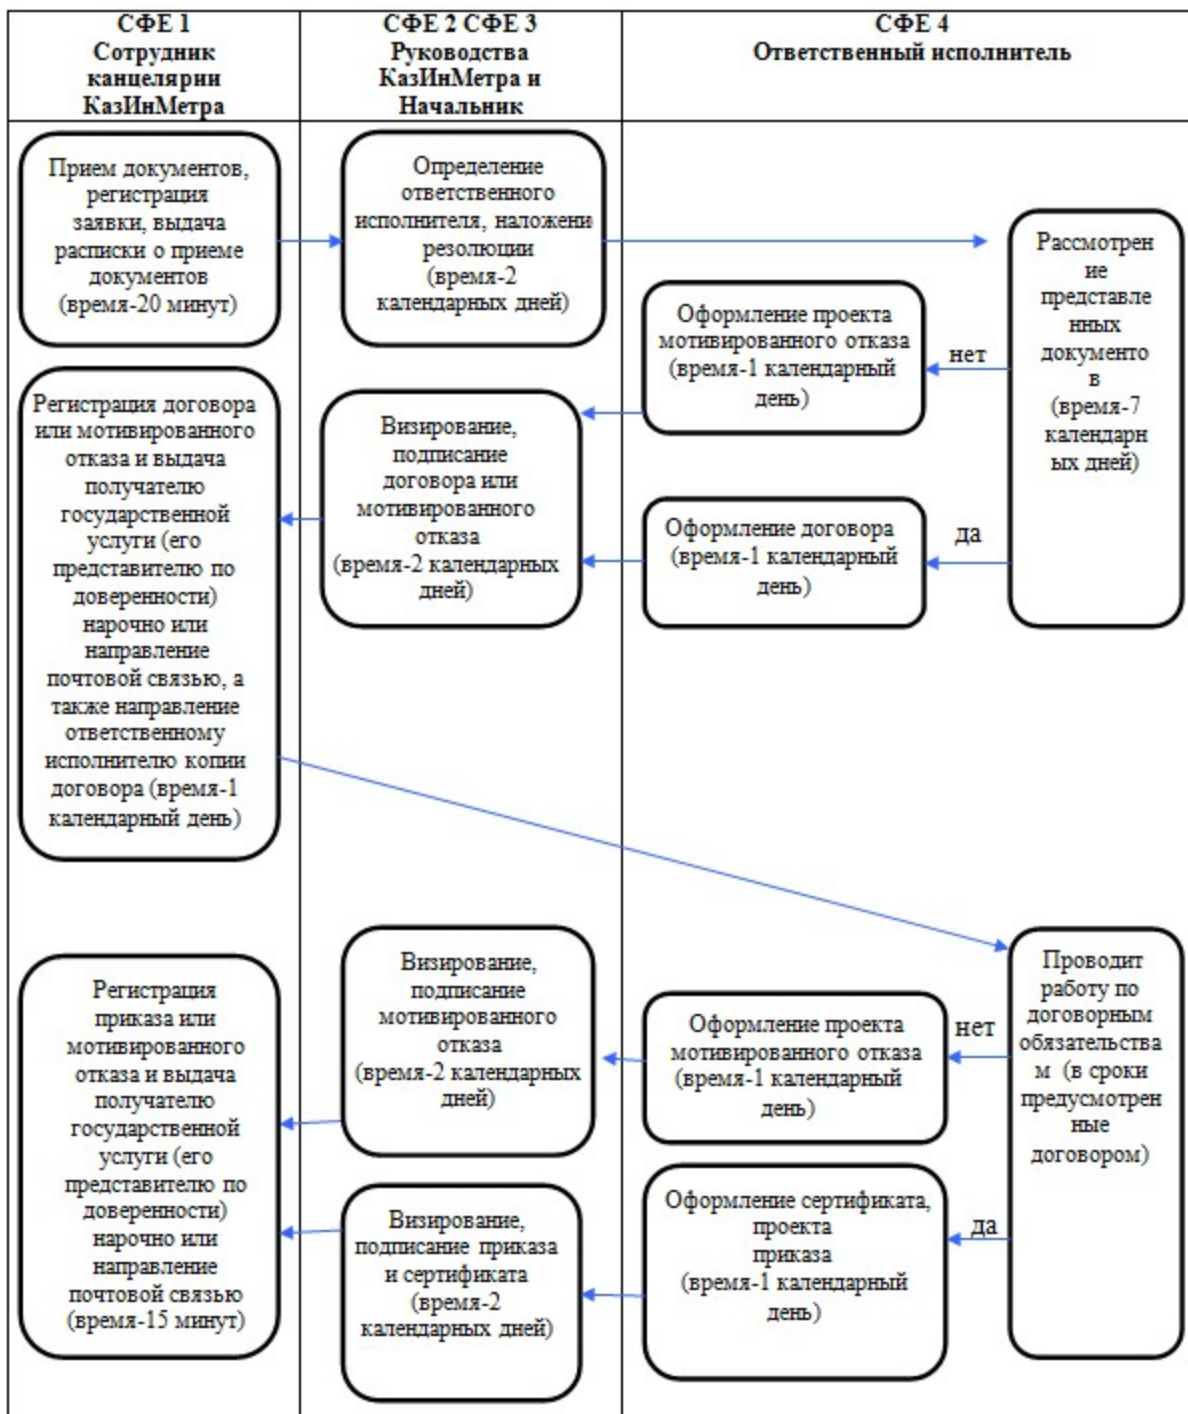 СФЕ 1
Сотрудник
канцелярии
КазИнМетра
СФЕ 2 СФЕ 3
Руководства
КазИнМетра и
Начальник
СФЕ 4
Ответственный исполнитель
Прием документов,
регистрация
заявки, выдача
расписки о приеме
документов
(время-20 минут)
Определение
ответственного
исполнителя, наложени
резолюции
(время-2
календарных дней)
Рассмотрен
ие
представле
нных
документо
в
(время-7
календарн
ых дней)
Оформление проекта
мотивированного отказа
(время-1 календарный
день)
нет
Регистрация договора
или мотивированного
отказа и выдача
получателю
государственной
услуги (его
представителю по
доверенности)
нарочно или
направление
почтовой связью, а
также направление
ответственному
исполнителю копии
договора (время-1
календарный день)
Визирование,
подписание
договора или
мотивированного
отказа
(время-2 календарных
дней)
Оформление договора
(время-1 календарный
день)
да
Регистрация
приказа или
мотивированного
отказа и выдача
получателю
государственной
услуги (его
представителю по
доверенности)
нарочно или
направление
почтовой связью
(время-15 минут)
Визирование,
подписание
мотивированного
отказа
(время-2 календарных
дней)
Оформление проекта
мотивированного отказа
(время-1 календарный
день)
нет
Проводит
работу по
договорным
обязательства
м (в сроки
предусмотрен
ные
договором)
Визирование,
подписание приказа
и сертификата
(время-2
календарных дней)
Оформление сертификата,
проекта
приказа
(время-1 календарный
день)
да